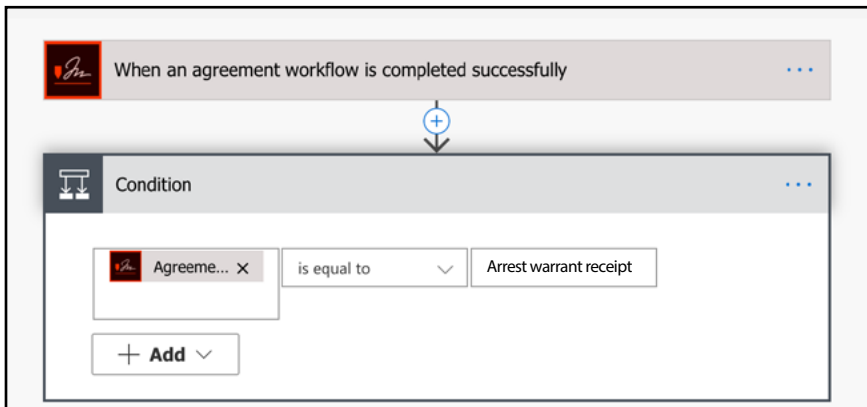 When an agreement workflow is completed successfully
Condition
Agreeme... is equal to Arrest warrant receipt
Add